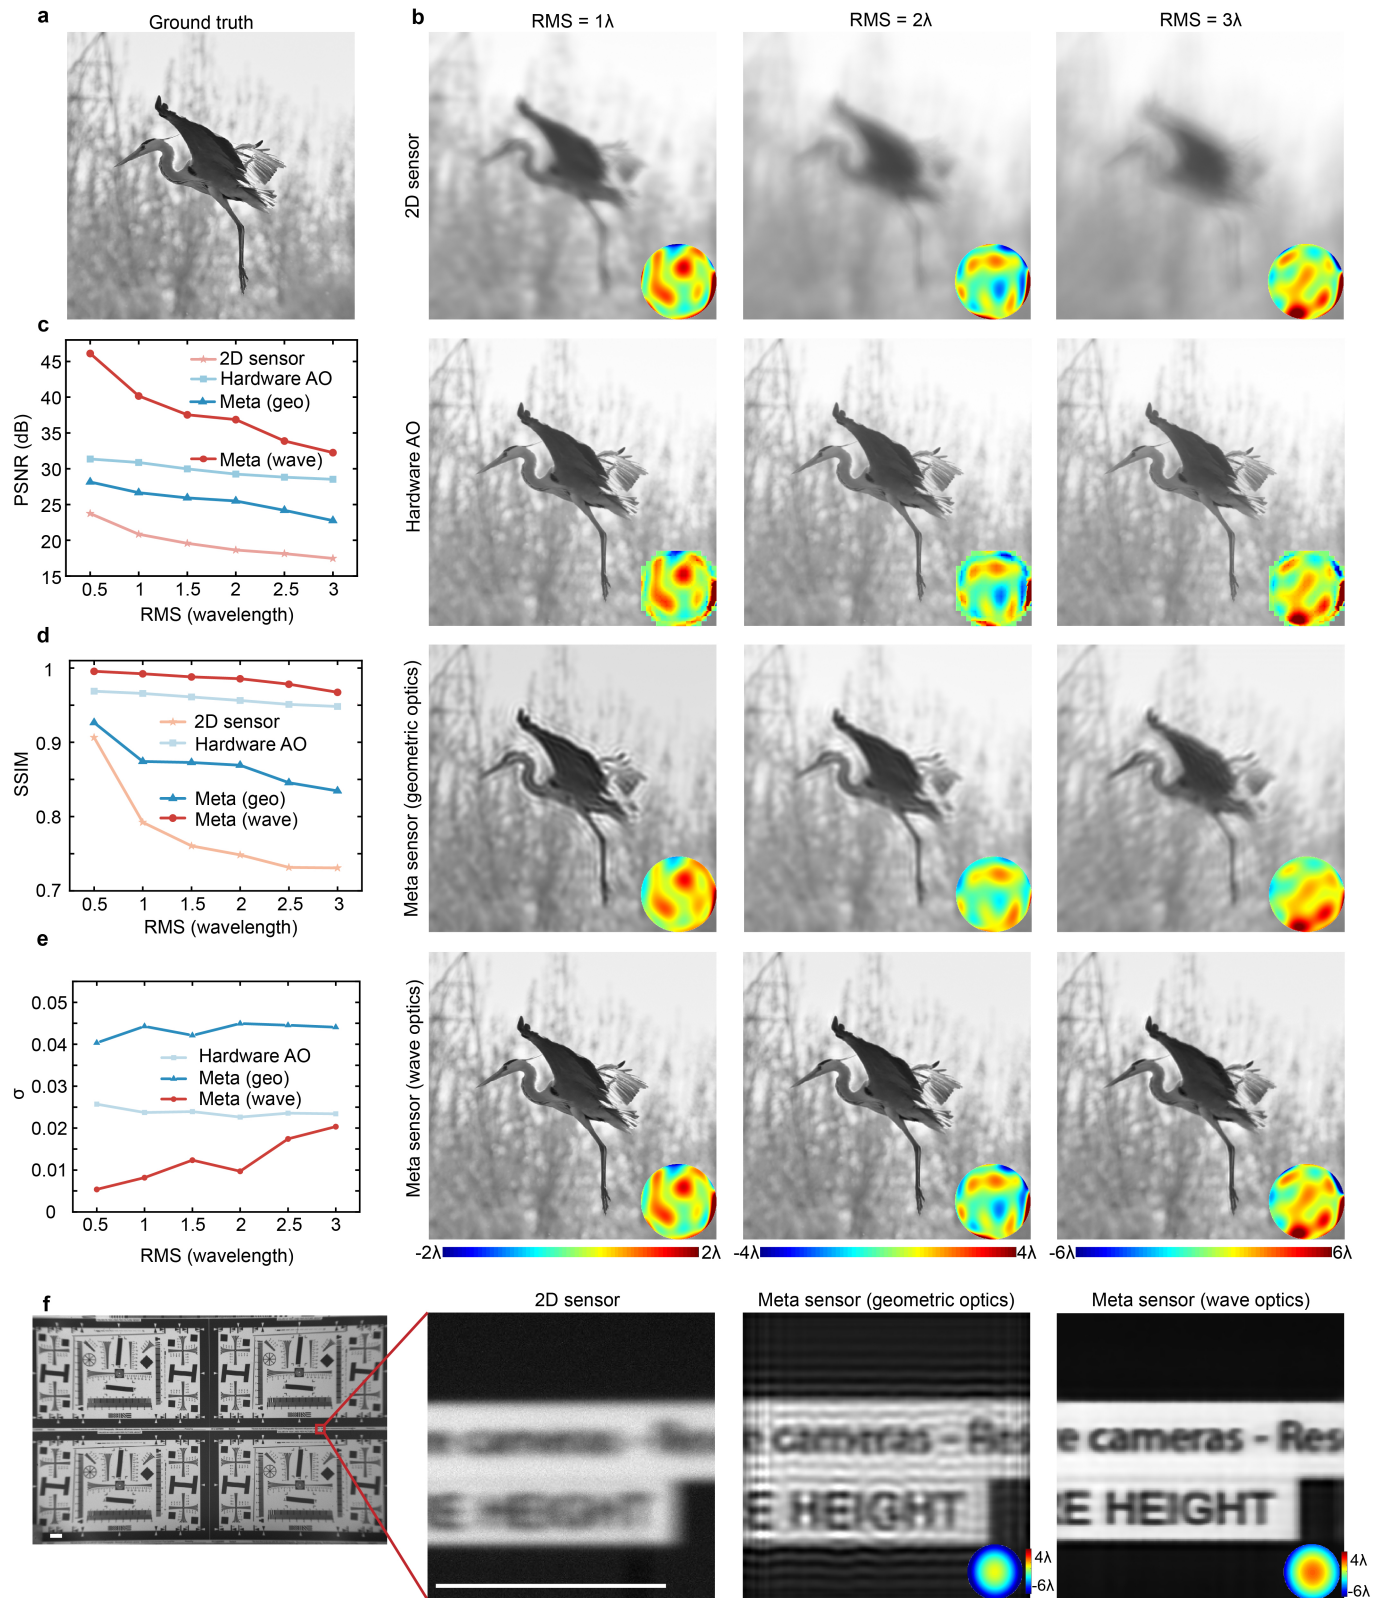 a
Ground truth
b
RMS = 1λ
RMS = 2λ
RMS = 3λ
2D sensor
Hardware AO
Meta sensor (geometric optics)
Meta sensor (wave optics)
-2λ
2λ
-4λ
4λ
-6λ
6λ
c
45
40
35
30
25
20
15
PSNR (dB)
2D sensor
Hardware AO
Meta (geo)
Meta (wave)
0.5 1 1.5 2 2.5 3
RMS (wavelength)
d
1
0.9
0.8
0.7
SSIM
2D sensor
Hardware AO
Meta (geo)
Meta (wave)
0.5 1 1.5 2 2.5 3
RMS (wavelength)
e
0.05
0.04
0.03
0.02
0.01
0
σ
Hardware AO
Meta (geo)
Meta (wave)
0.5 1 1.5 2 2.5 3
RMS (wavelength)
f
2D sensor
Meta sensor (geometric optics)
e cameras - Res
E HEIGHT
4λ
-6λ
Meta sensor (wave optics)
e cameras - Res
RE HEIGHT
4λ
-6λ